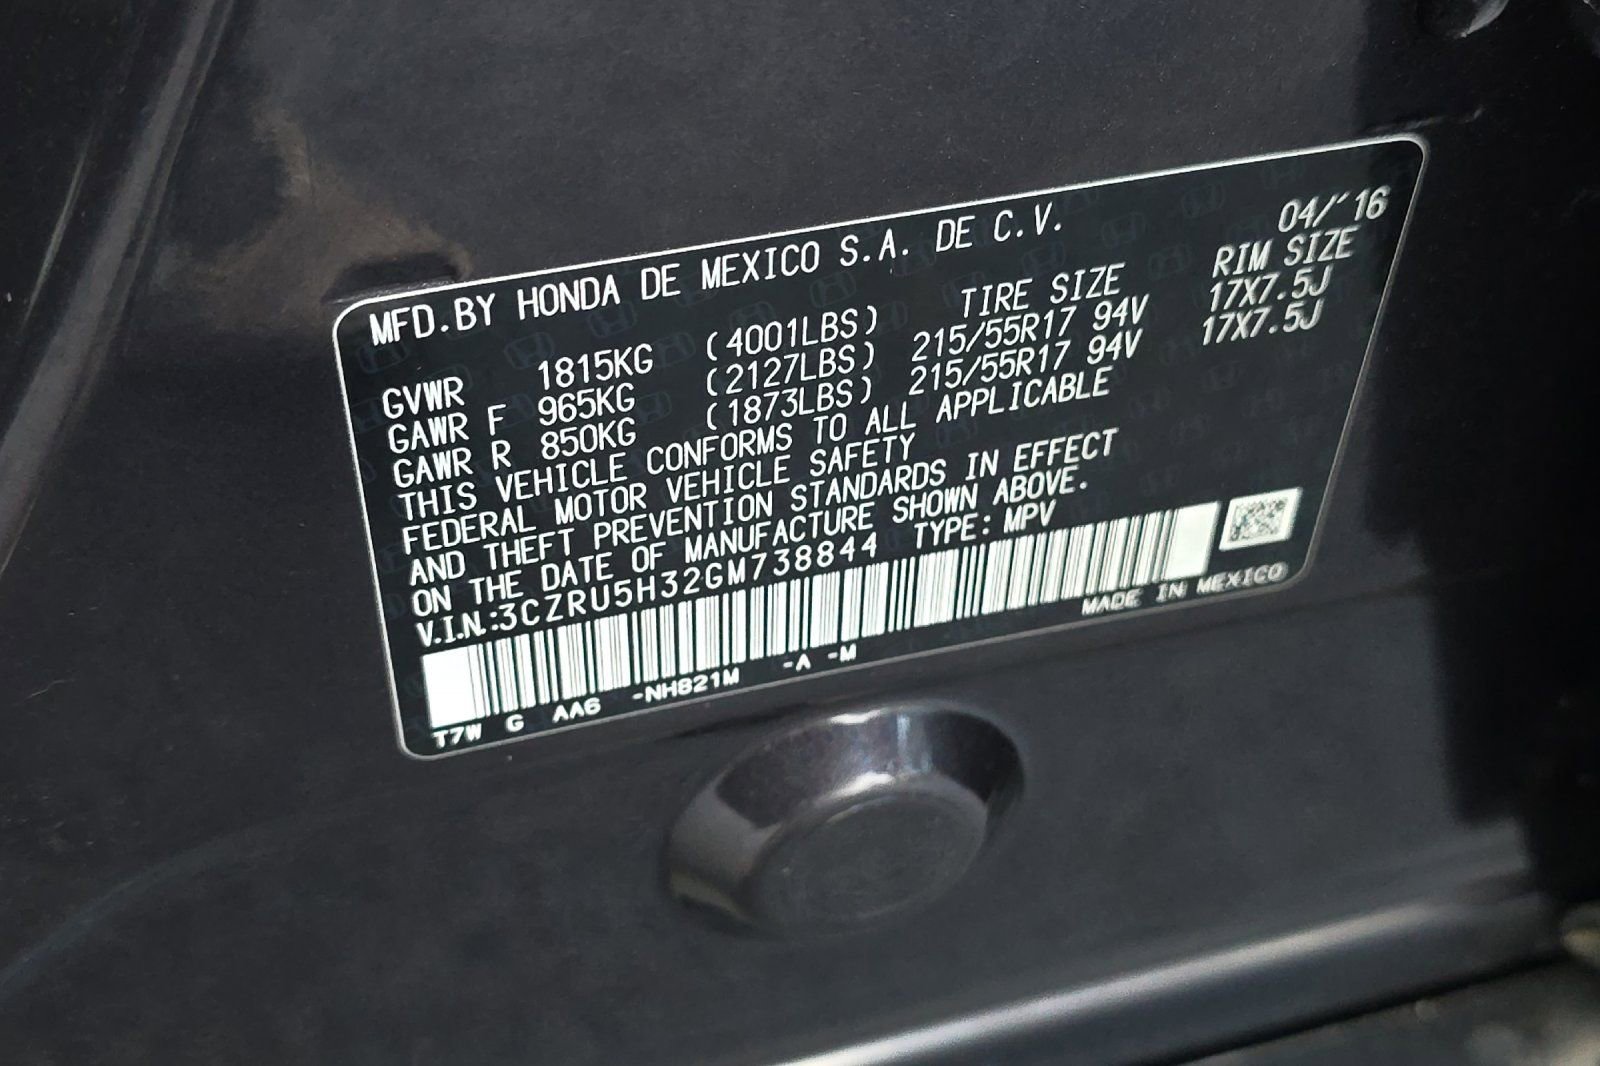 MFD.BY HONDA DE MEXICO S.A. DE C.V. 04/'16
TIRE SIZE RIM SIZE
GVWR 1815KG (4001LBS) 215/55R17 94V 17X7.5J
GAWR F 965KG (2127LBS) 215/55R17 94V 17X7.5J
GAWR R 850KG (1873LBS)
THIS VEHICLE CONFORMS TO ALL APPLICABLE
FEDERAL MOTOR VEHICLE SAFETY
AND THEFT PREVENTION STANDARDS IN EFFECT
ON THE DATE OF MANUFACTURE SHOWN ABOVE.
V.I.N.:3CZRU5H32GM738844 TYPE: MPV
T7W G AA6 -NH821M -A -M MADE IN MEXICO